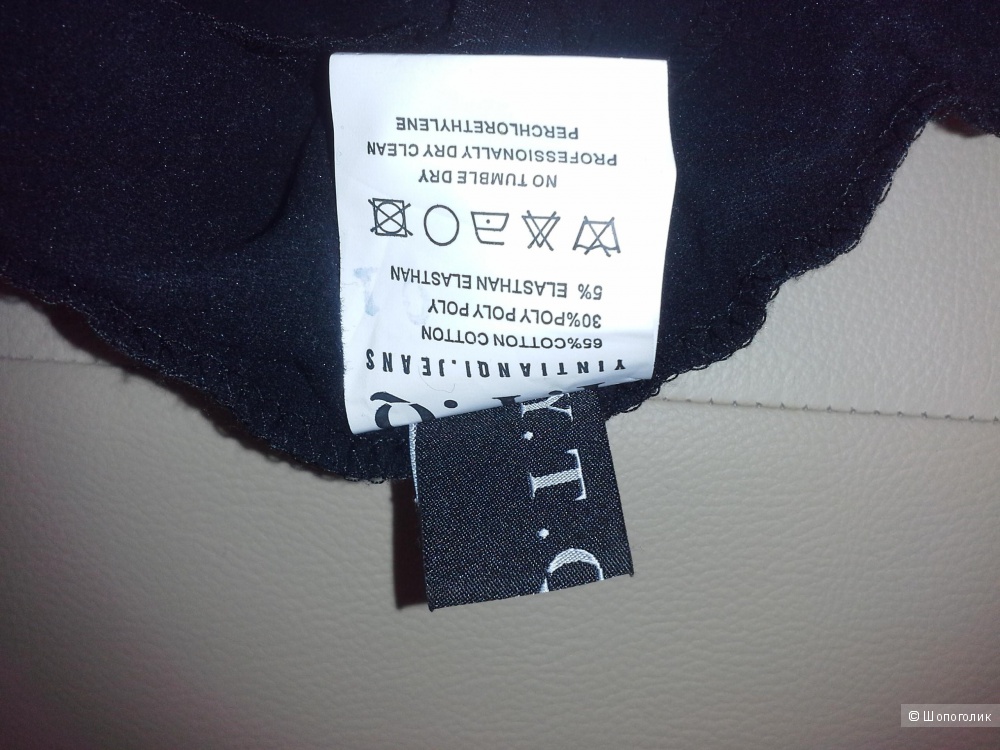 YINTIANQI.JEANS
65%COTTON COTTON
30%POLY POLY POLY
5% ELASTHAN ELASTHAN
NO TUMBLE DRY
PROFESSIONALLY DRY CLEAN
PERCHLORETHYLENE
Y.T.Q
© Шопоголик